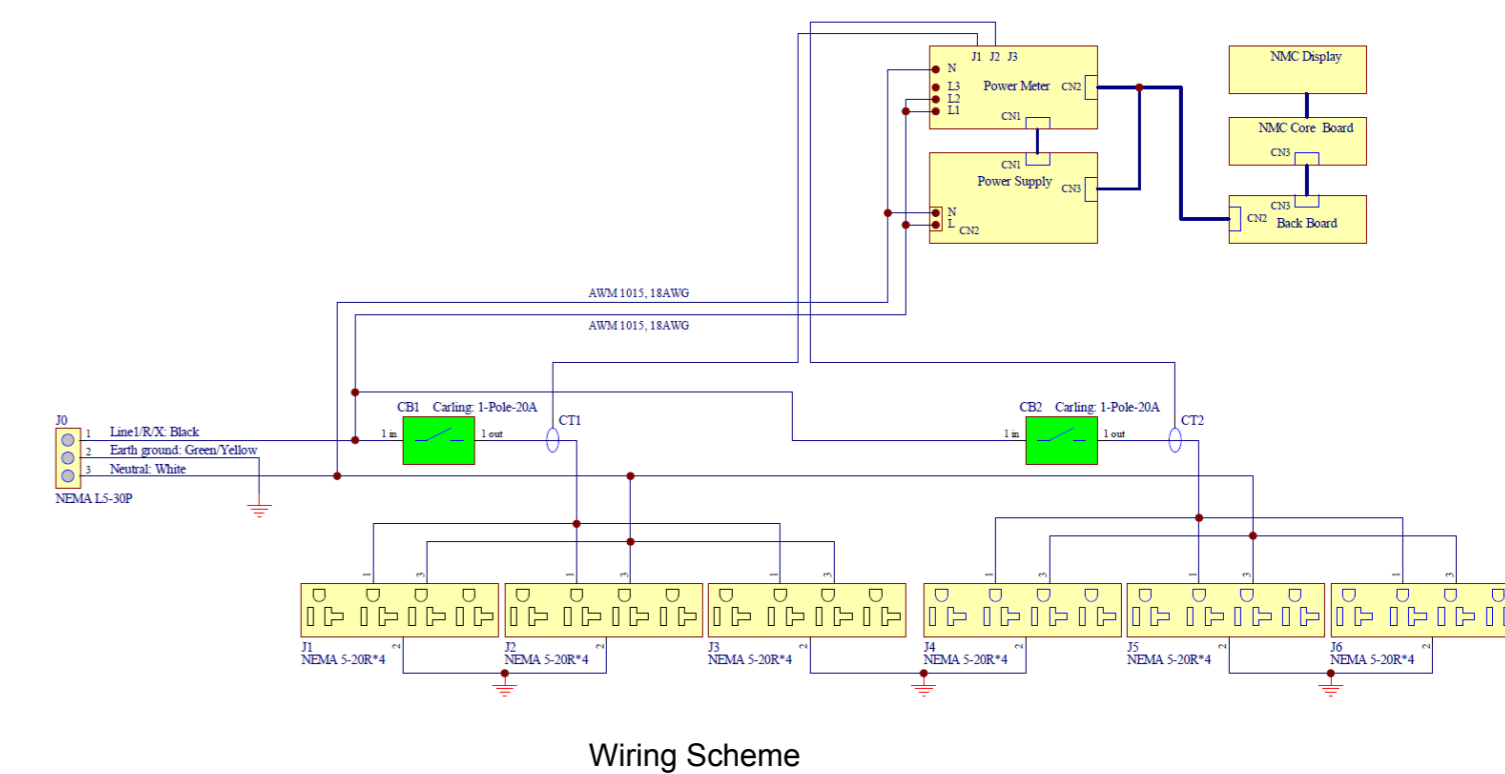 J1 J2 J3
N
L3
L2
L1
Power Meter
CN2
CN1
NMC Display
NMC Core Board
CN3
CN1
Power Supply
CN3
N
L
CN2
CN3
CN2
Back Board
AWM 1015, 18AWG
AWM 1015, 18AWG
J0
1 Line1/R/X: Black
2 Earth ground: Green/Yellow
3 Neutral: White
NEMA L5-30P
CB1 Carling: 1-Pole-20A
1 in
1 out
CT1
CB2 Carling: 1-Pole-20A
1 in
1 out
CT2
1 3 1 3 1 3 1 3 1 3 1 3
J1
NEMA 5-20R*4
2
J2
NEMA 5-20R*4
2
J3
NEMA 5-20R*4
2
J4
NEMA 5-20R*4
2
J5
NEMA 5-20R*4
2
J6
NEMA 5-20R*4
2
Wiring Scheme